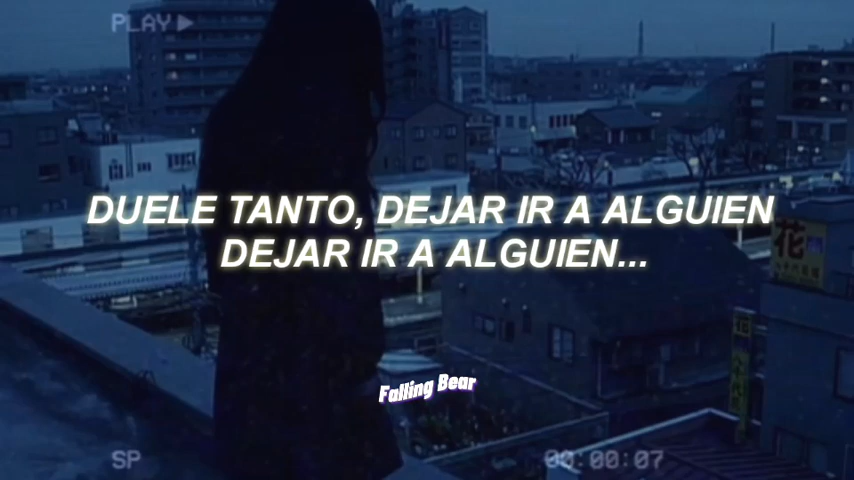 PLAY
DUELE TANTO, DEJAR IR A ALGUIEN
DEJAR IR A ALGUIEN...
花
Falling Bear
SP
00:00:07